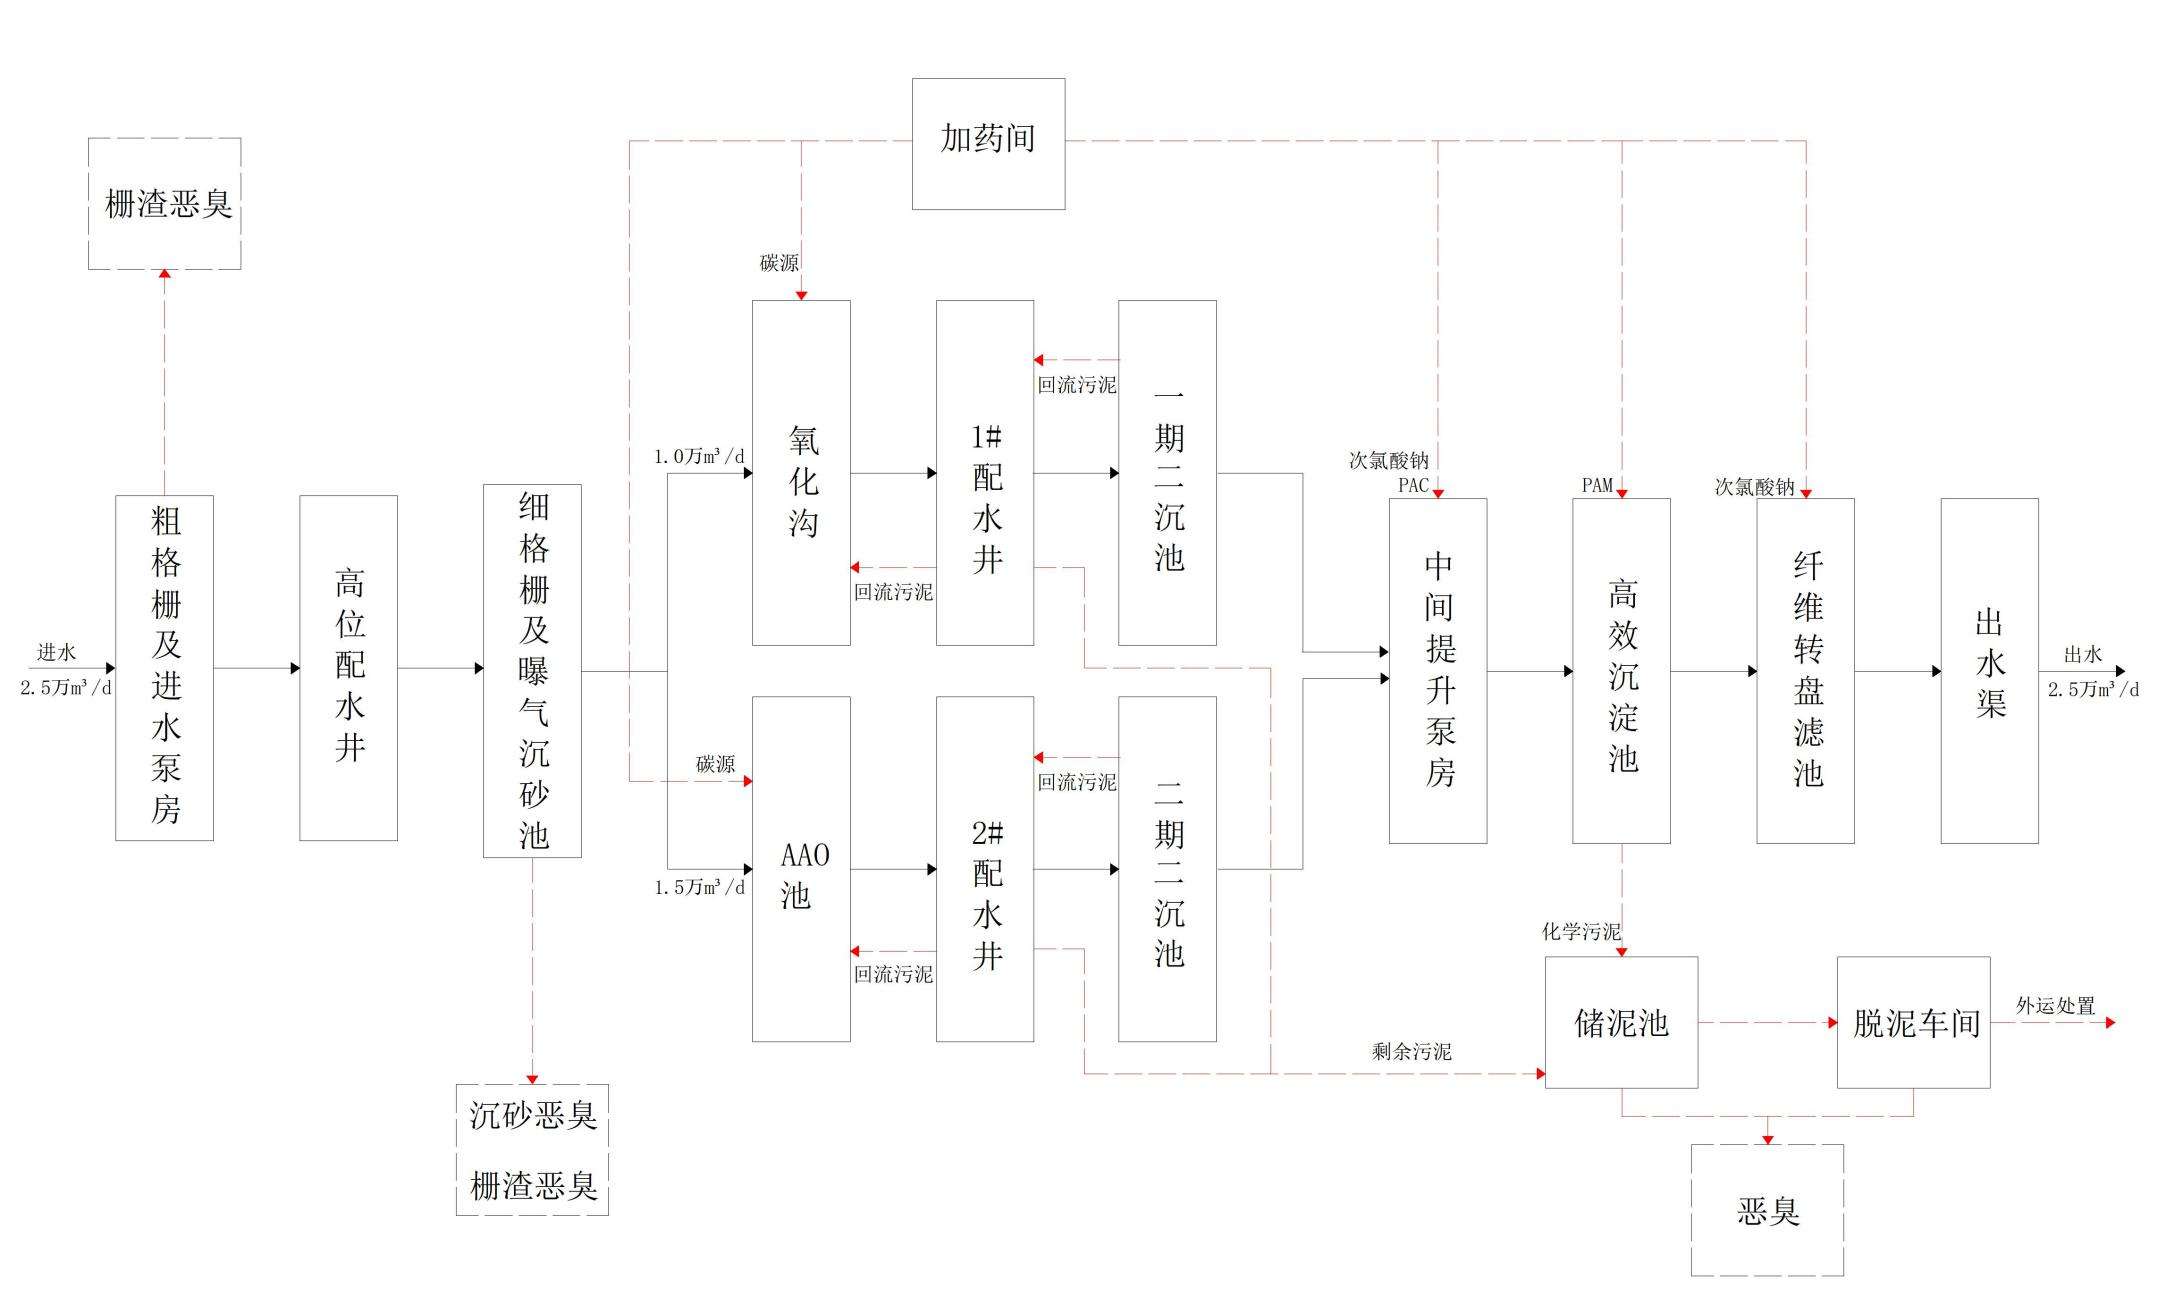 加药间
栅渣恶臭
碳源
回流污泥
1.0万m³/d
次氯酸钠
PAC
PAM
次氯酸钠
进水
2.5万m³/d
粗格栅及进水泵房
高位配水井
细格栅及曝气沉砂池
氧化沟
1#配水井
一期二沉池
回流污泥
中间提升泵房
高效沉淀池
纤维转盘滤池
出水渠
出水
2.5万m³/d
碳源
回流污泥
1.5万m³/d
AAO
池
2#配水井
二期二沉池
回流污泥
化学污泥
储泥池
脱泥车间
外运处置
剩余污泥
沉砂恶臭
栅渣恶臭
恶臭